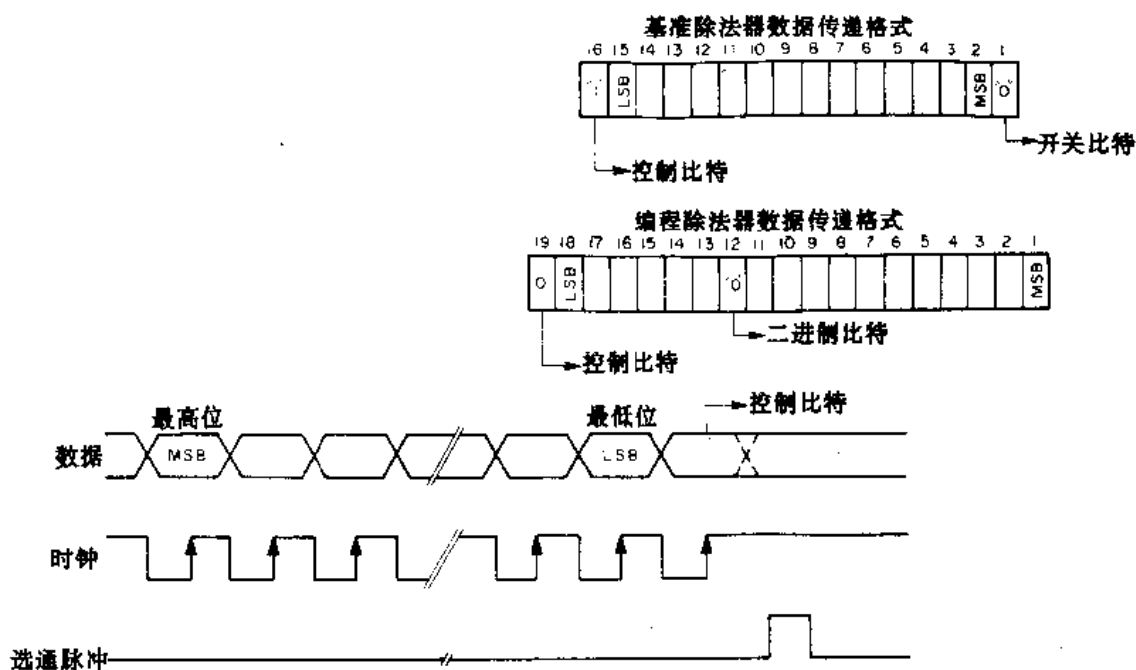 基准除法器数据传递格式
16 15 14 13 12 11 10 9 8 7 6 5 4 3 2 1
LSB MSB 0
开关比特
控制比特
编程除法器数据传递格式
19 18 17 16 15 14 13 12 11 10 9 8 7 6 5 4 3 2 1
0 LSB 0 MSB
二进制比特
控制比特
最高位 最低位 控制比特
数据 MSB LSB
时钟
选通脉冲